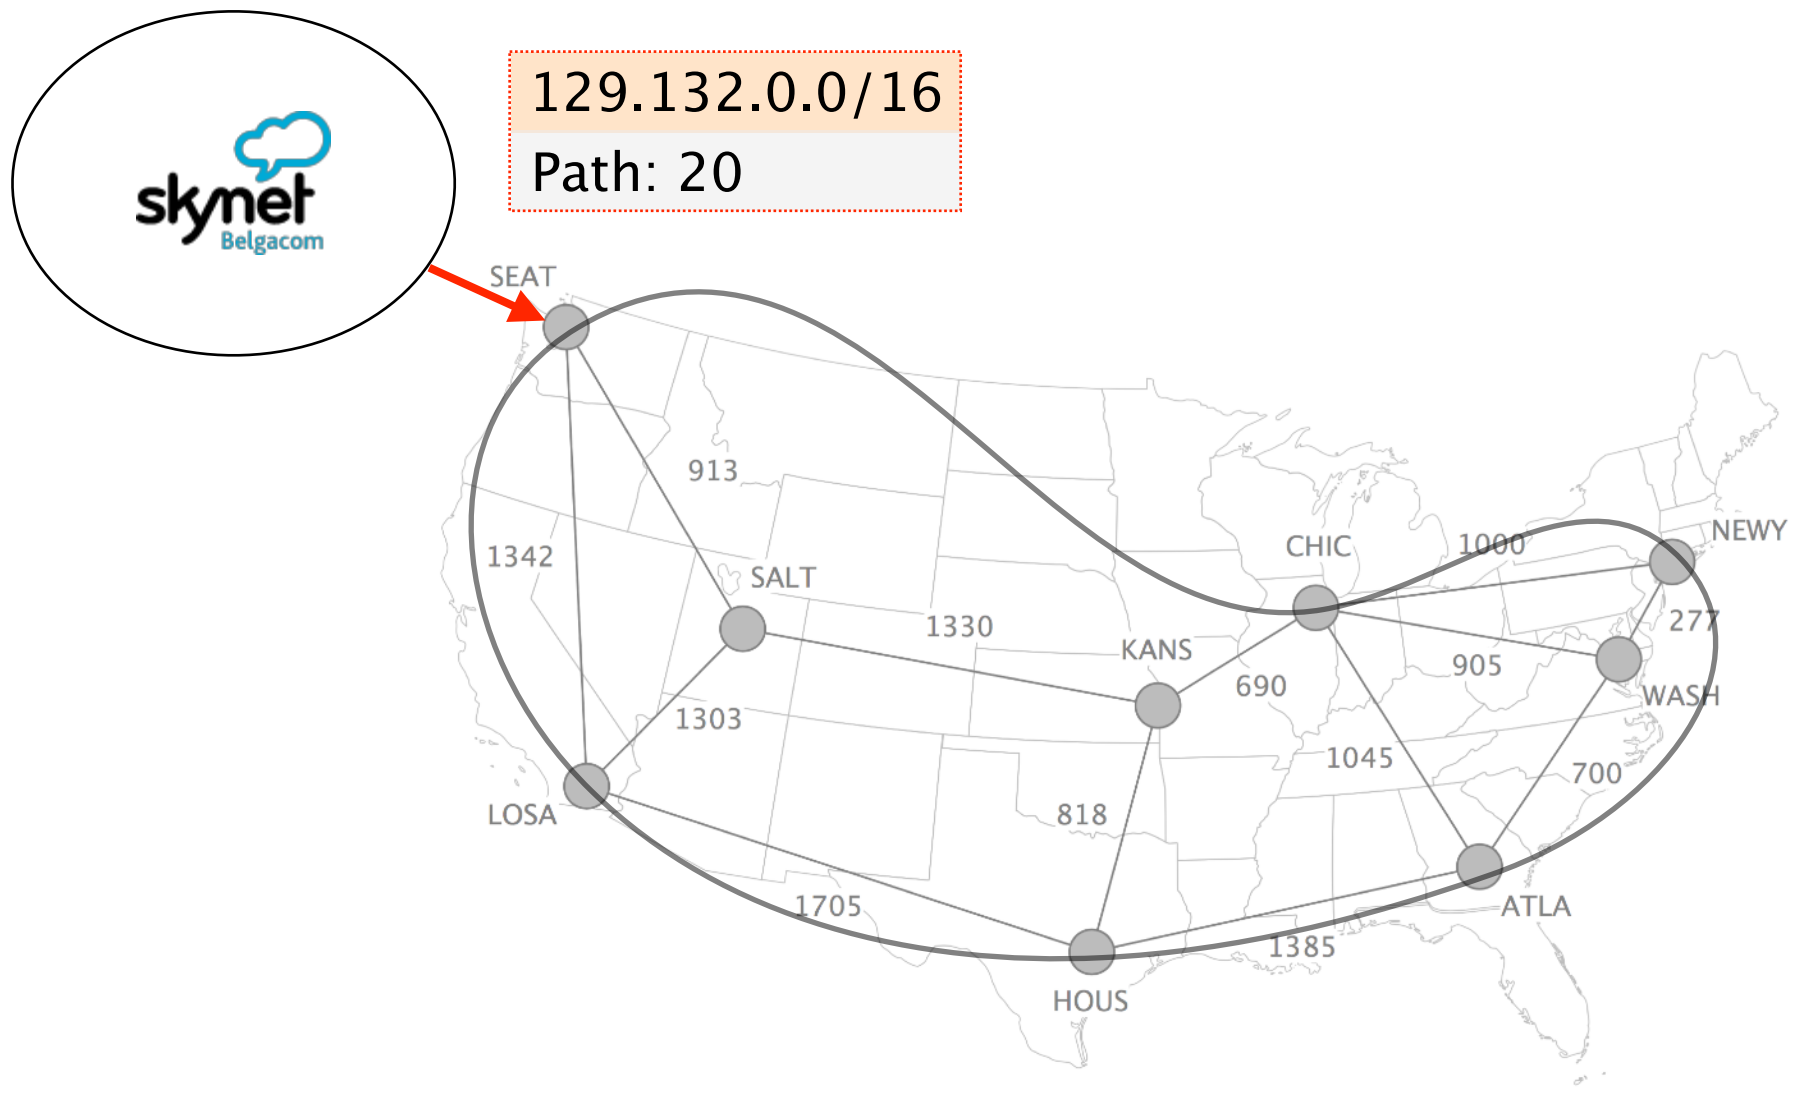 129.132.0.0/16
Path: 20
skynet
Belgacom
SEAT
913
1000
NEWY
CHIC
1342
SALT
1330
277
KANS
905
690
WASH
1303
1045
700
LOSA
818
1705
ATLA
1385
HOUS